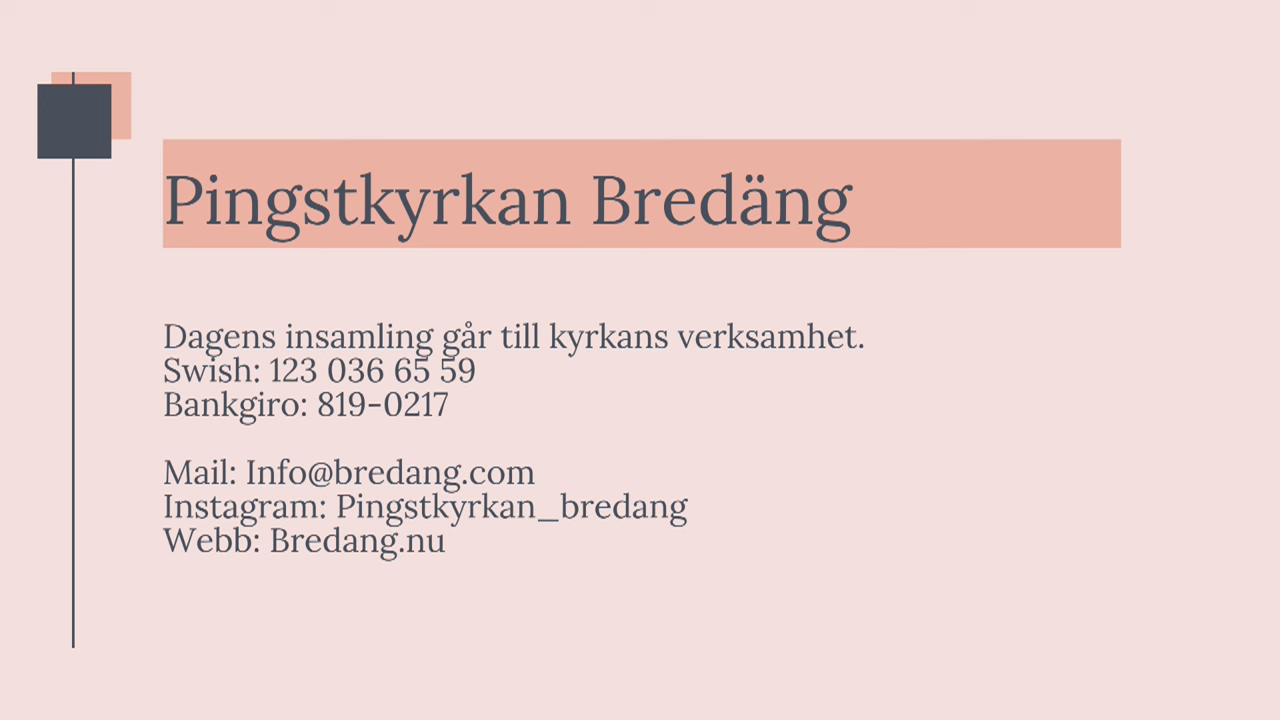 Pingstkyrkan Bredäng
Dagens insamling går till kyrkans verksamhet.
Swish: 123 036 65 59
Bankgiro: 819-0217
Mail: Info@bredang.com
Instagram: Pingstkyrkan_bredang
Webb: Bredang.nu